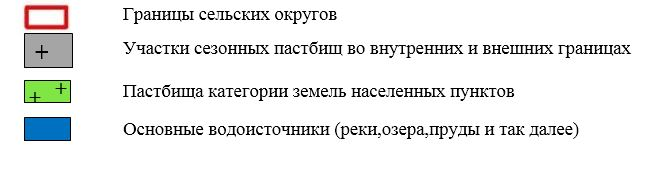 Границы сельских округов
Участки сезонных пастбищ во внутренних и внешних границах
Пастбища категории земель населенных пунктов
Основные водоисточники (реки,озера,пруды и так далее)